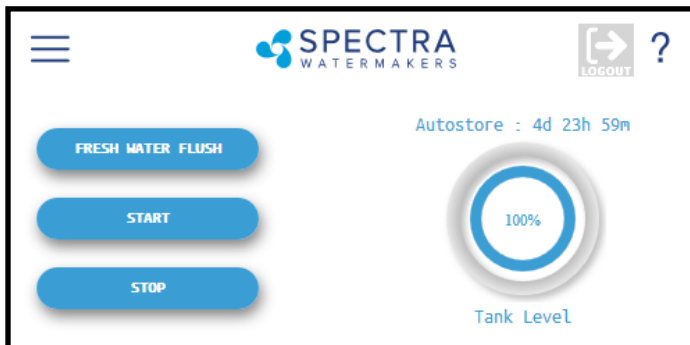 SPECTRA
WATERMAKERS
LOGOUT
?
Autostore : 4d 23h 59m
FRESH WATER FLUSH
START
100%
STOP
Tank Level